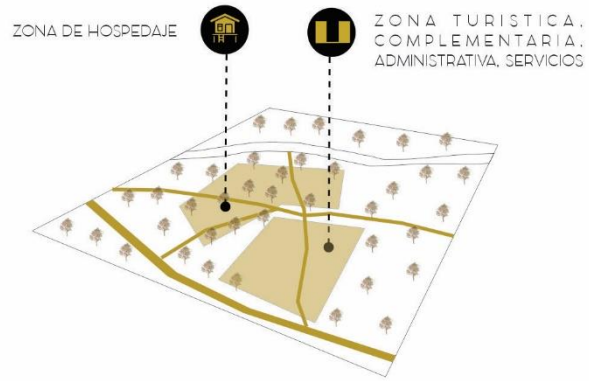 ZONA DE HOSPEDAJE
ZONA TURISTICA,
COMPLEMENTARIA,
ADMINISTRATIVA, SERVICIOS